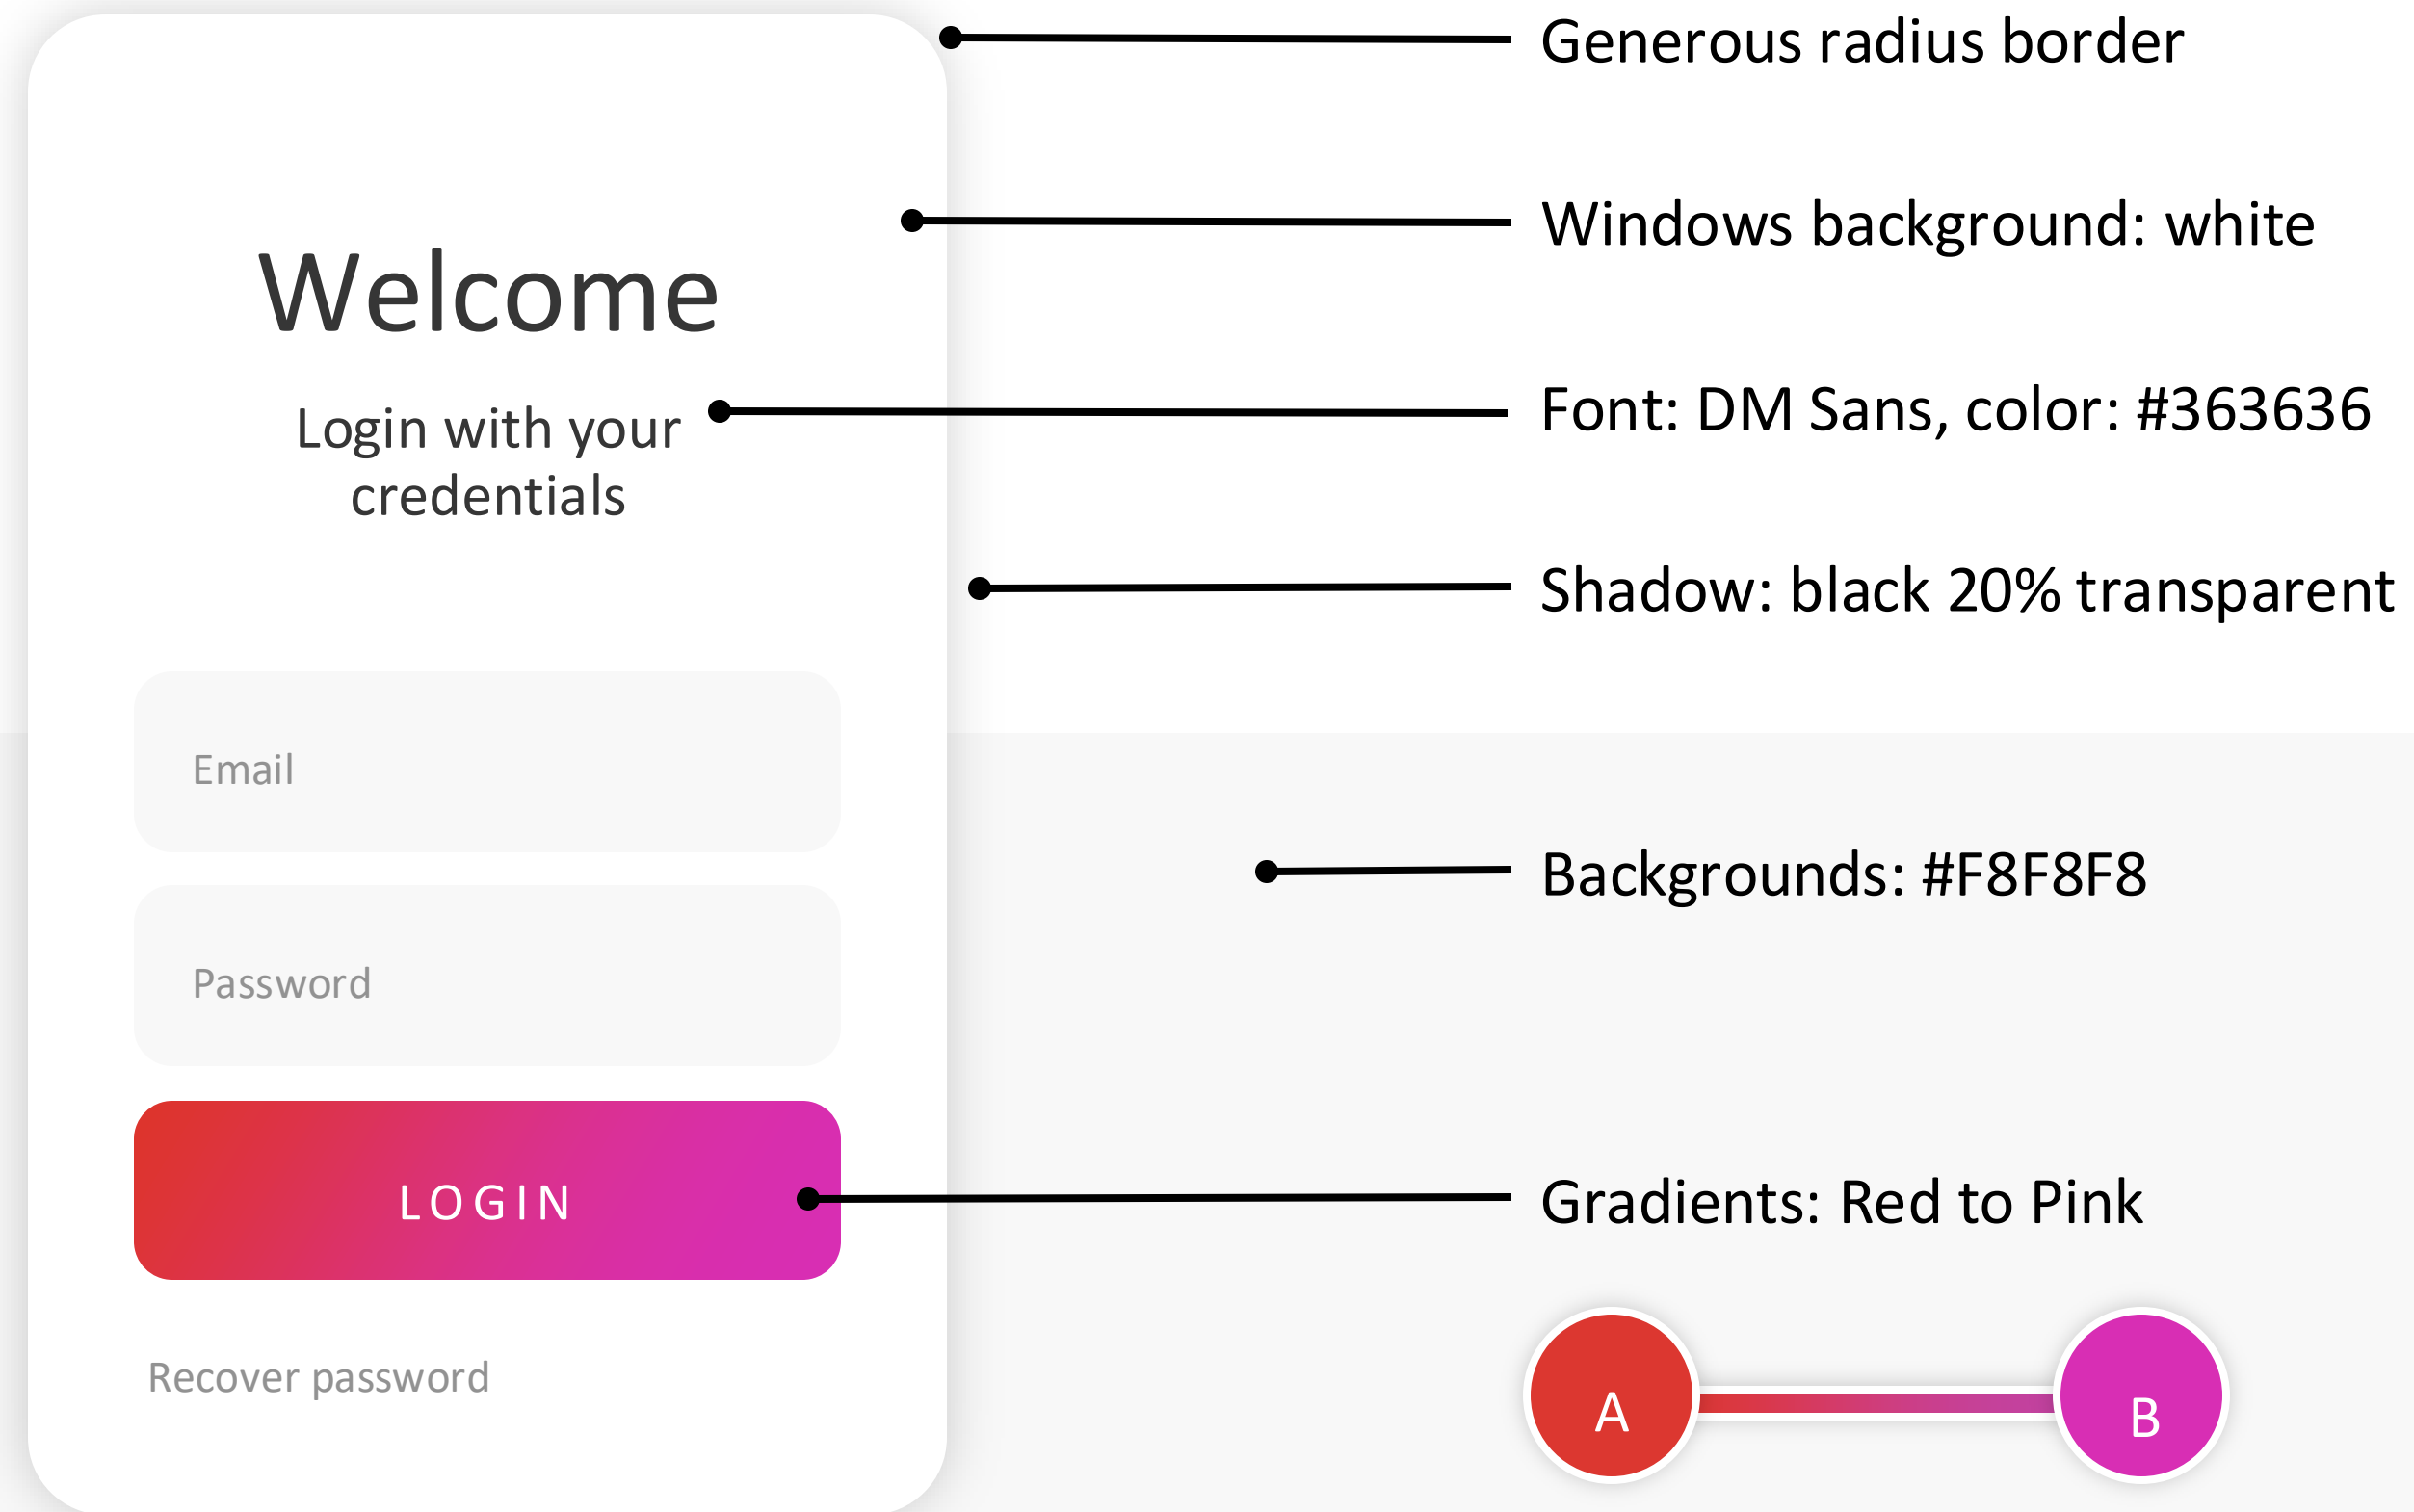 Welcome
Login with your
credentials
Email
Password
LOGIN
Recover password
Generous radius border
Windows background: white
Font: DM Sans, color: #363636
Shadow: black 20% transparent
Backgrounds: #F8F8F8
Gradients: Red to Pink
A
B